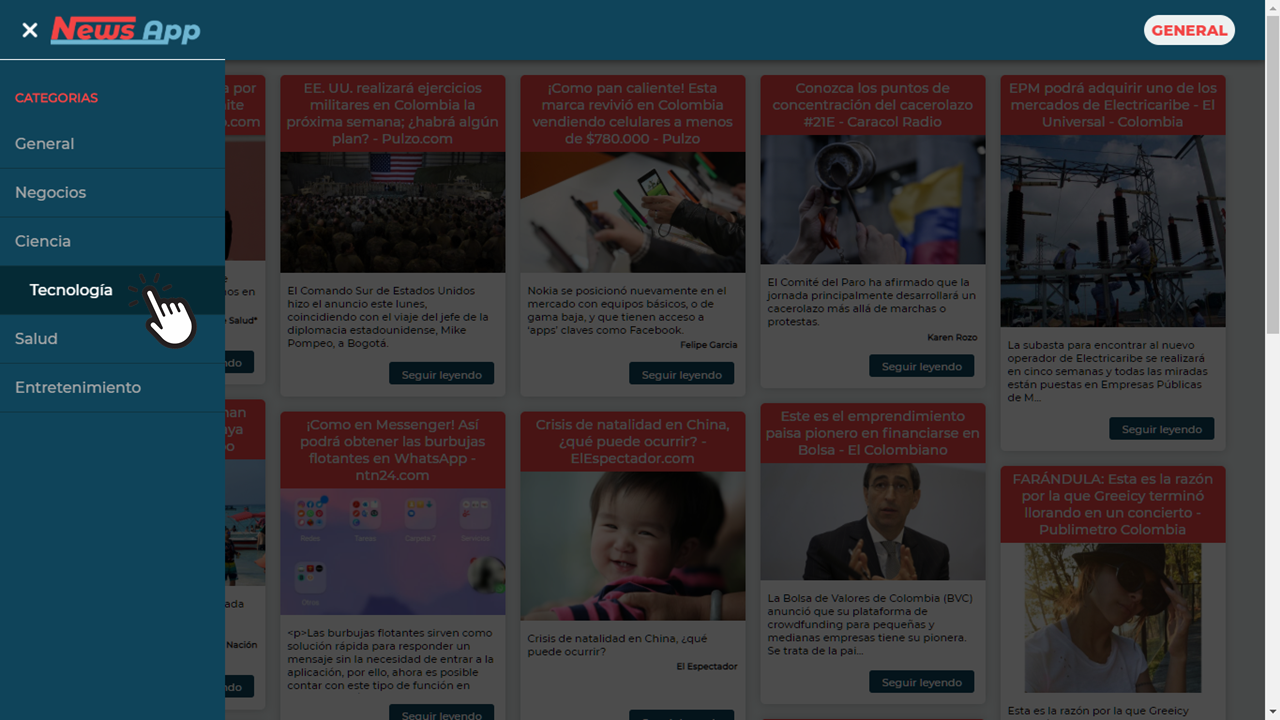 News App
GENERAL
CATEGORIAS
General
Negocios
Ciencia
Tecnología
Salud
Entretenimiento
a por
ite
o.com
e
os en
Salud*
do
EE. UU. realizará ejercicios
militares en Colombia la
próxima semana; ¿habrá algún
plan? - Pulzo.com
El Comando Sur de Estados Unidos
hizo el anuncio este lunes,
coincidiendo con el viaje del jefe de la
diplomacia estadounidense, Mike
Pompeo, a Bogotá.
Seguir leyendo
¡Como pan caliente! Esta
marca revivió en Colombia
vendiendo celulares a menos
de $780.000 - Pulzo
Nokia se posicionó nuevamente en el
mercado con equipos básicos, o de
gama baja, y que tienen acceso a
‘apps’ claves como Facebook.
Felipe Garcia
Seguir leyendo
Conozca los puntos de
concentración del cacerolazo
#21E - Caracol Radio
El Comité del Paro ha afirmado que la
jornada principalmente desarrollará un
cacerolazo más allá de marchas o
protestas.
Karen Rozo
Seguir leyendo
EPM podrá adquirir uno de los
mercados de Electricaribe - El
Universal - Colombia
La subasta para encontrar al nuevo
operador de Electricaribe se realizará
en cinco semanas y todas las miradas
están puestas en Empresas Públicas
de M...
Seguir leyendo
nan
aya
oo
ada
Nación
do
¡Como en Messenger! Así
podrá obtener las burbujas
flotantes en WhatsApp -
ntn24.com
Redes
Tareas
Carpeta 7
Servicios
Otros
<p>Las burbujas flotantes sirven como
solución rápida para responder un
mensaje sin la necesidad de entrar a la
aplicación, por ello, ahora es posible
contar con este tipo de función en
Seguir leyendo
Crisis de natalidad en China,
¿qué puede ocurrir? -
ElEspectador.com
Crisis de natalidad en China, ¿qué
puede ocurrir?
El Espectador
Seguir leyendo
Este es el emprendimiento
paisa pionero en financiarse en
Bolsa - El Colombiano
La Bolsa de Valores de Colombia (BVC)
anunció que su plataforma de
crowdfunding para pequeñas y
medianas empresas tiene su pionera.
Se trata de la pai...
Seguir leyendo
FARÁNDULA: Esta es la razón
por la que Greeicy terminó
llorando en un concierto -
Publimetro Colombia
Esta es la razón por la que Greeicy